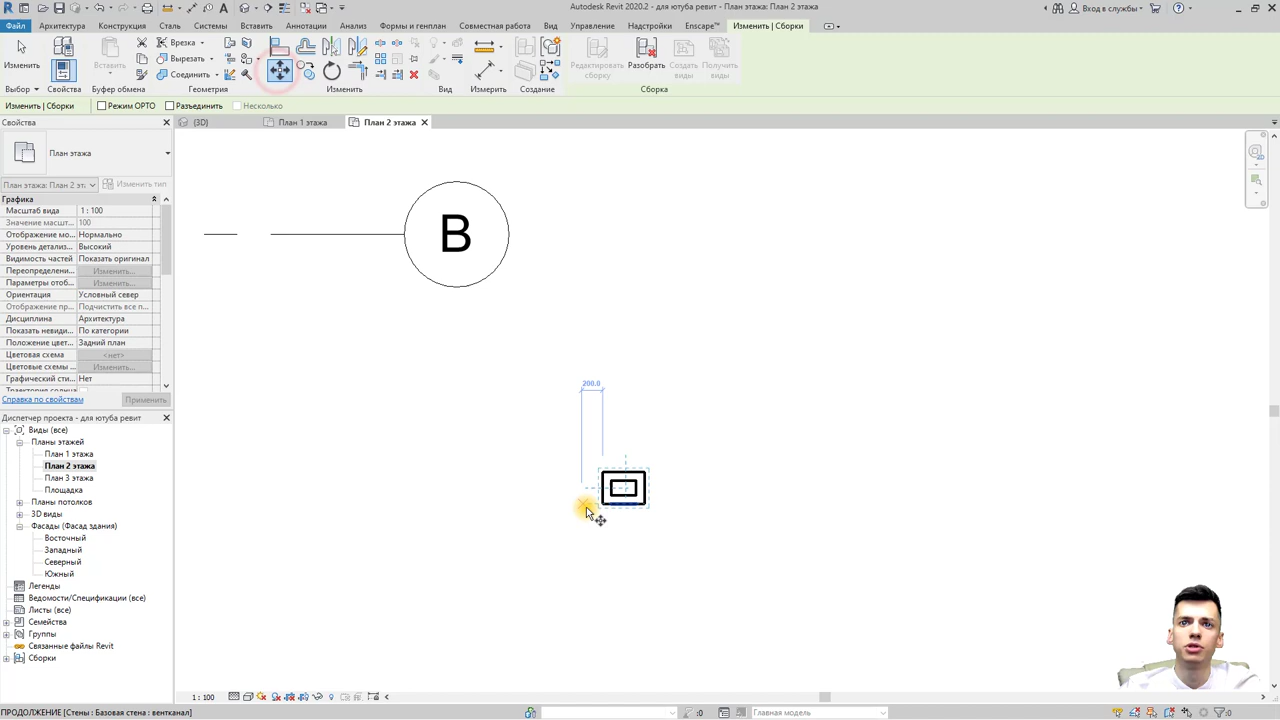 Autodesk Revit 2020.2 - для ютуба ревит - План этажа: План 2 этажа
Вход в службы
Файл Архитектура Конструкция Сталь Системы Вставить Аннотации Анализ Формы и генплан Совместная работа Вид Управление Надстройки Enscape™ Изменить | Сборки
Изменить Вставить Врезка Вырезать Соединить Редактировать сборку Разобрать Создать виды Получить виды
Выбор Свойства Буфер обмена Геометрия Изменить Вид Измерить Создание Сборка
Изменить | Сборки Режим ОРТО Разъединить Несколько
Свойства {3D} План 1 этажа План 2 этажа
План этажа
План этажа: План 2 эт Изменить тип
Графика
Масштаб вида 1 : 100
Значение масшт... 100
Отображение мо... Нормально
Уровень детализ... Высокий
Видимость частей Показать оригинал
Переопределени... Изменить...
Параметры отоб... Изменить...
Ориентация Условный север
Отображение пр... Подчистить все п...
Дисциплина Архитектура
Показать невиди... По категории
Положение цвет... Задний план
Цветовая схема <нет>
Цветовые схемы ... Изменить...
Графический сти... Нет
Справка по свойствам Применить
Диспетчер проекта - для ютуба ревит
Виды (все)
Планы этажей
План 1 этажа
План 2 этажа
План 3 этажа
Площадка
Планы потолков
3D виды
Фасады (Фасад здания)
Восточный
Западный
Северный
Южный
Легенды
Ведомости/Спецификации (все)
Листы (все)
Семейства
Группы
Связанные файлы Revit
Сборки
В
200.0
1 : 100
ПРОДОЛЖЕНИЕ [Стены : Базовая стена : вентканал] :0 Главная модель :0